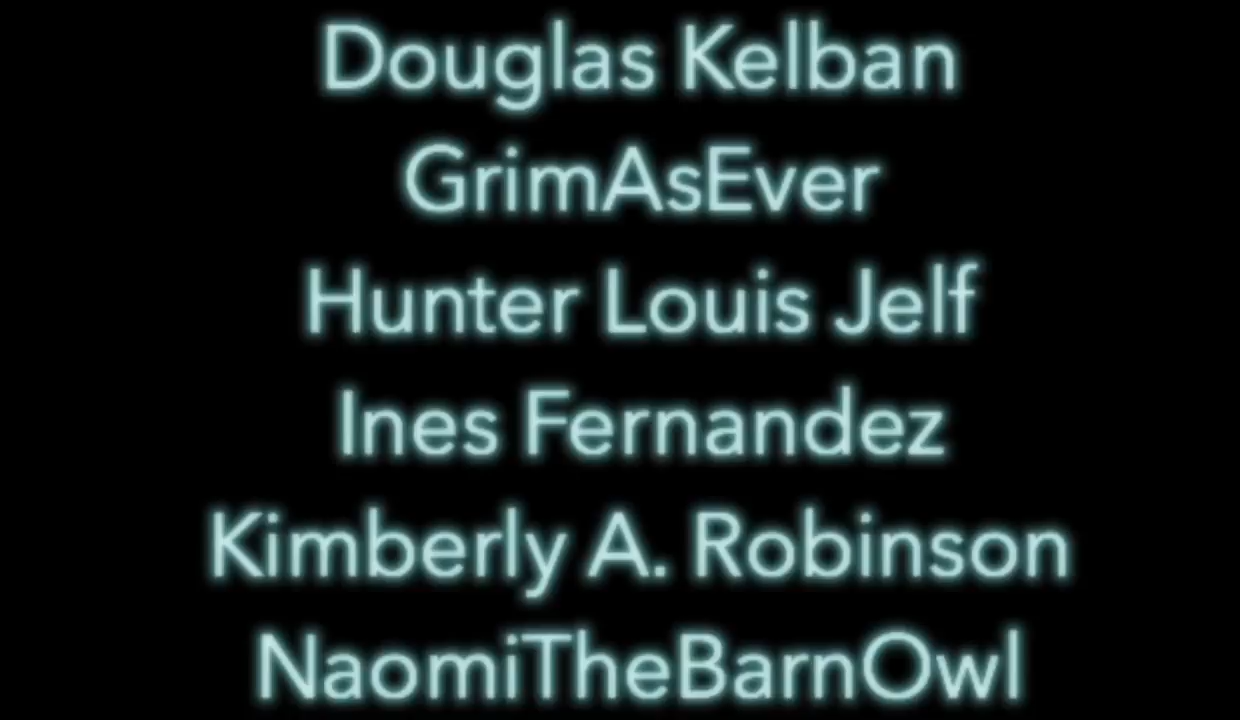 Douglas Kelban
GrimAsEver
Hunter Louis Jelf
Ines Fernandez
Kimberly A. Robinson
NaomiTheBarnOwl